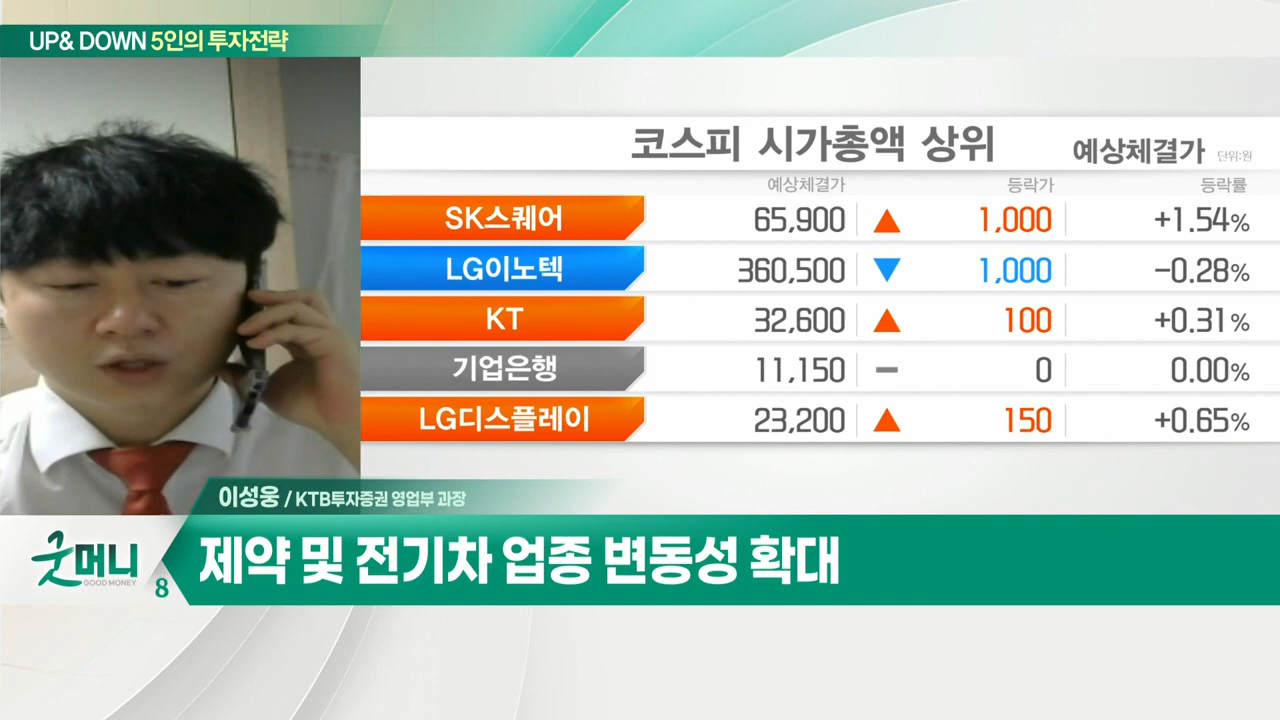 UP& DOWN 5인의 투자전략
코스피 시가총액 상위 예상체결가 단위:원
예상체결가 등락가 등락률
SK스퀘어 65,900 ▲ 1,000 +1.54%
LG이노텍 360,500 ▼ 1,000 -0.28%
KT 32,600 ▲ 100 +0.31%
기업은행 11,150 - 0 0.00%
LG디스플레이 23,200 ▲ 150 +0.65%
이성웅 / KTB투자증권 영업부 과장
굿머니
GOOD MONEY
8
제약 및 전기차 업종 변동성 확대